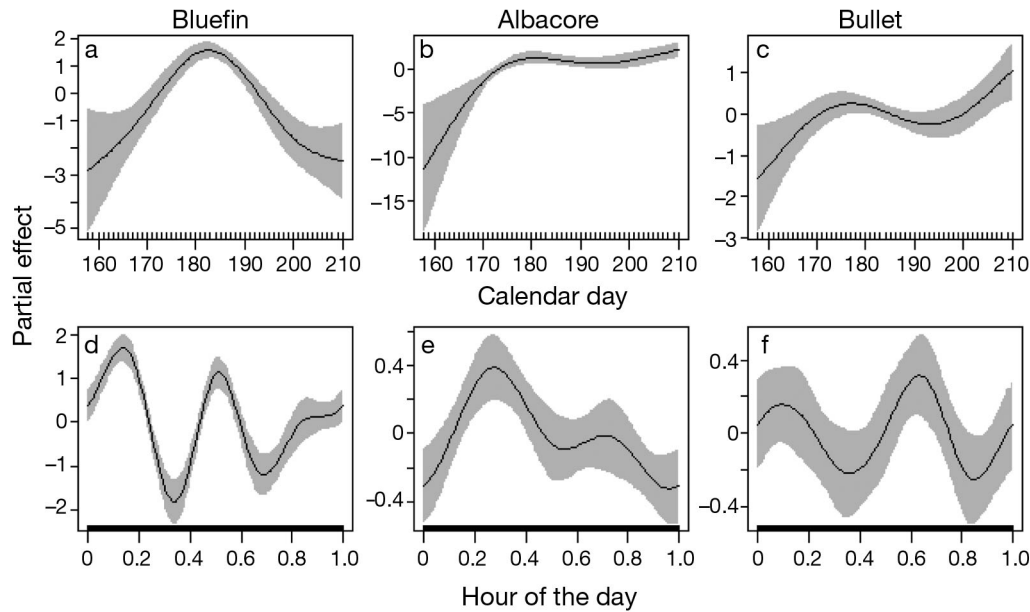 Bluefin Albacore Bullet
a b c
2
1
0
−1
−3
−5
0
−5
−10
−15
1
0
−1
−2
−3
160 170 180 190 200 210
160 170 180 190 200 210
160 170 180 190 200 210
Calendar day
Partial effect
d e f
2
1
0
−1
−2
0.4
0
−0.4
0.4
0
−0.4
0 0.2 0.4 0.6 0.8 1.0
0 0.2 0.4 0.6 0.8 1.0
0 0.2 0.4 0.6 0.8 1.0
Hour of the day